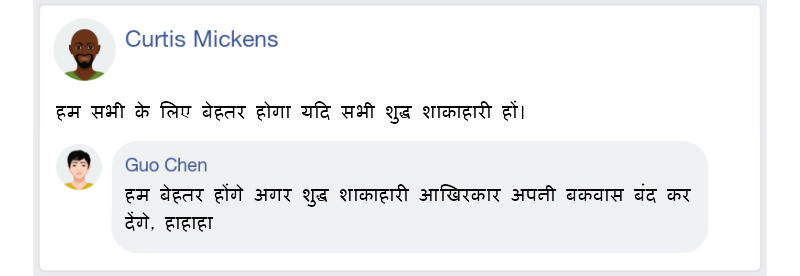 Curtis Mickens
हम सभी के लिए बेहतर होगा यदि सभी शुद्ध शाकाहारी हों।
Guo Chen
हम बेहतर होंगे अगर शुद्ध शाकाहारी आखिरकार अपनी बकवास बंद कर
देंगे, हाहाहा